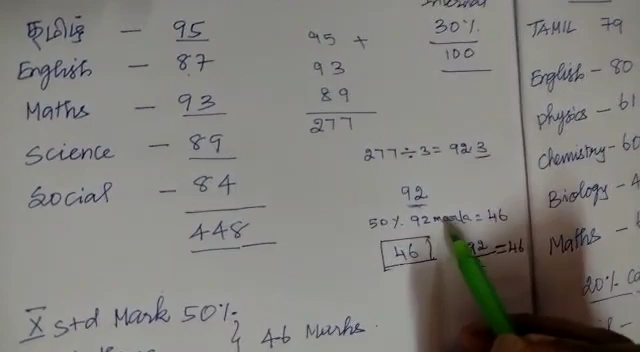 தமிழ் - 95
English - 87
Maths - 93
Science - 89
Social - 84
448
95 +
93
89
277
30%
100
277 ÷ 3 = 92.3
92
50% 92 mark = 46
46
92 = 46
X std Mark 50%
46 Marks.
TAMIL 79
English - 80
Physics - 61
Chemistry - 60
Biology - 4
Maths -
20%